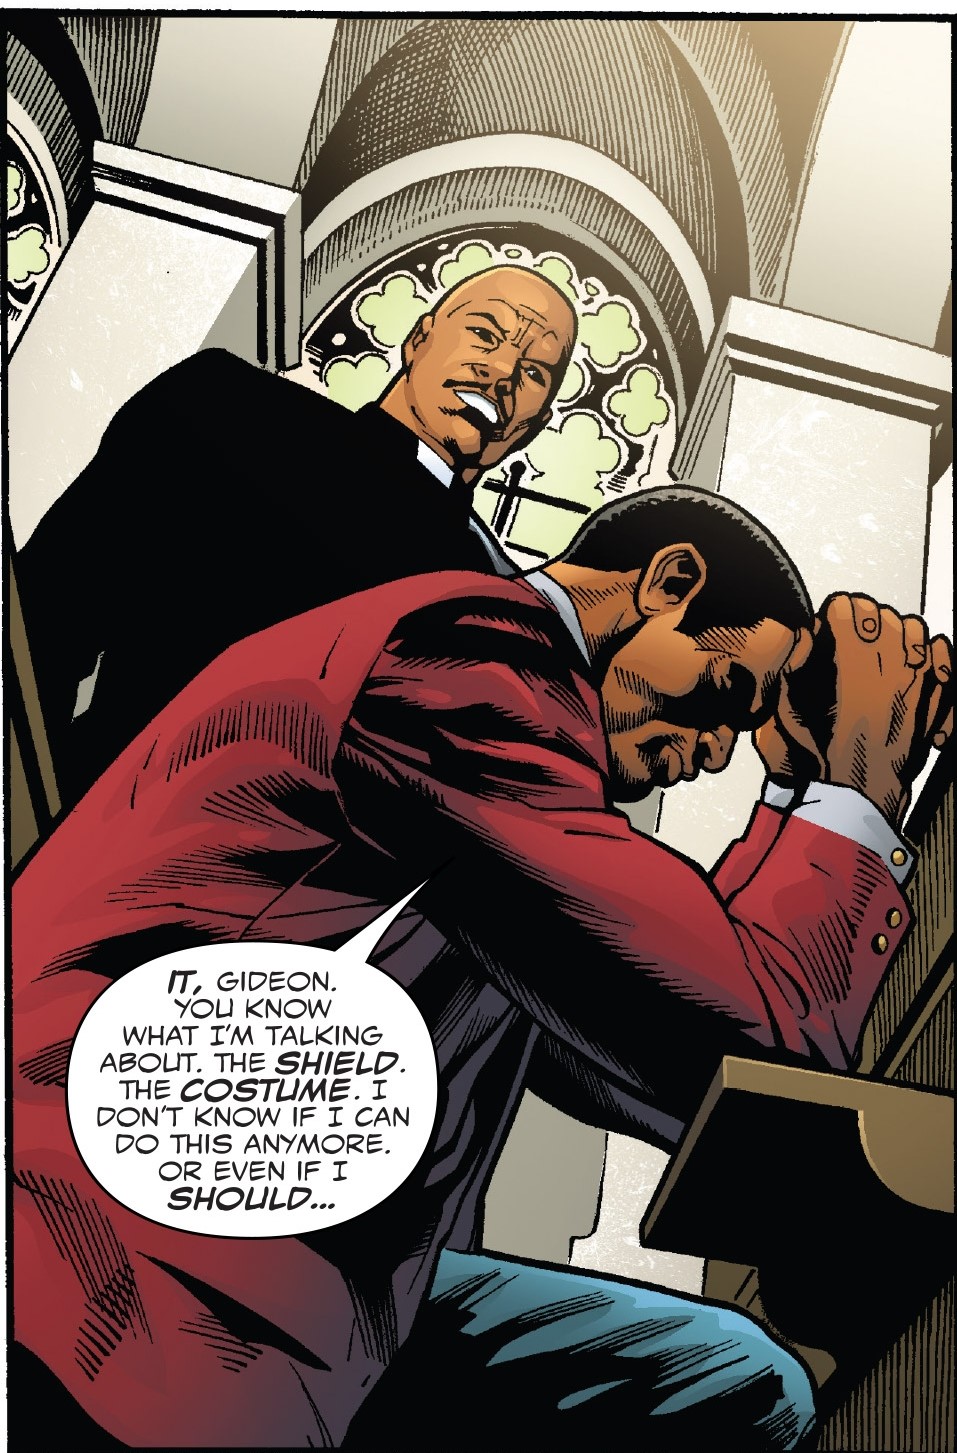 IT, GIDEON.
YOU KNOW
WHAT I'M TALKING
ABOUT. THE SHIELD.
THE COSTUME. I
DON'T KNOW IF I CAN
DO THIS ANYMORE.
OR EVEN IF I
SHOULD...